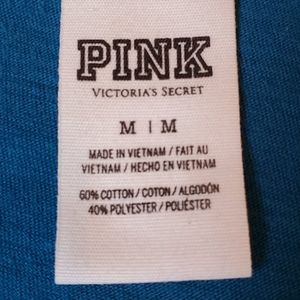 PINK
VICTORIA'S SECRET
M | M
MADE IN VIETNAM / FAIT AU
VIETNAM / HECHO EN VIETNAM
60% COTTON / COTON / ALGODÓN
40% POLYESTER / POLIÉSTER